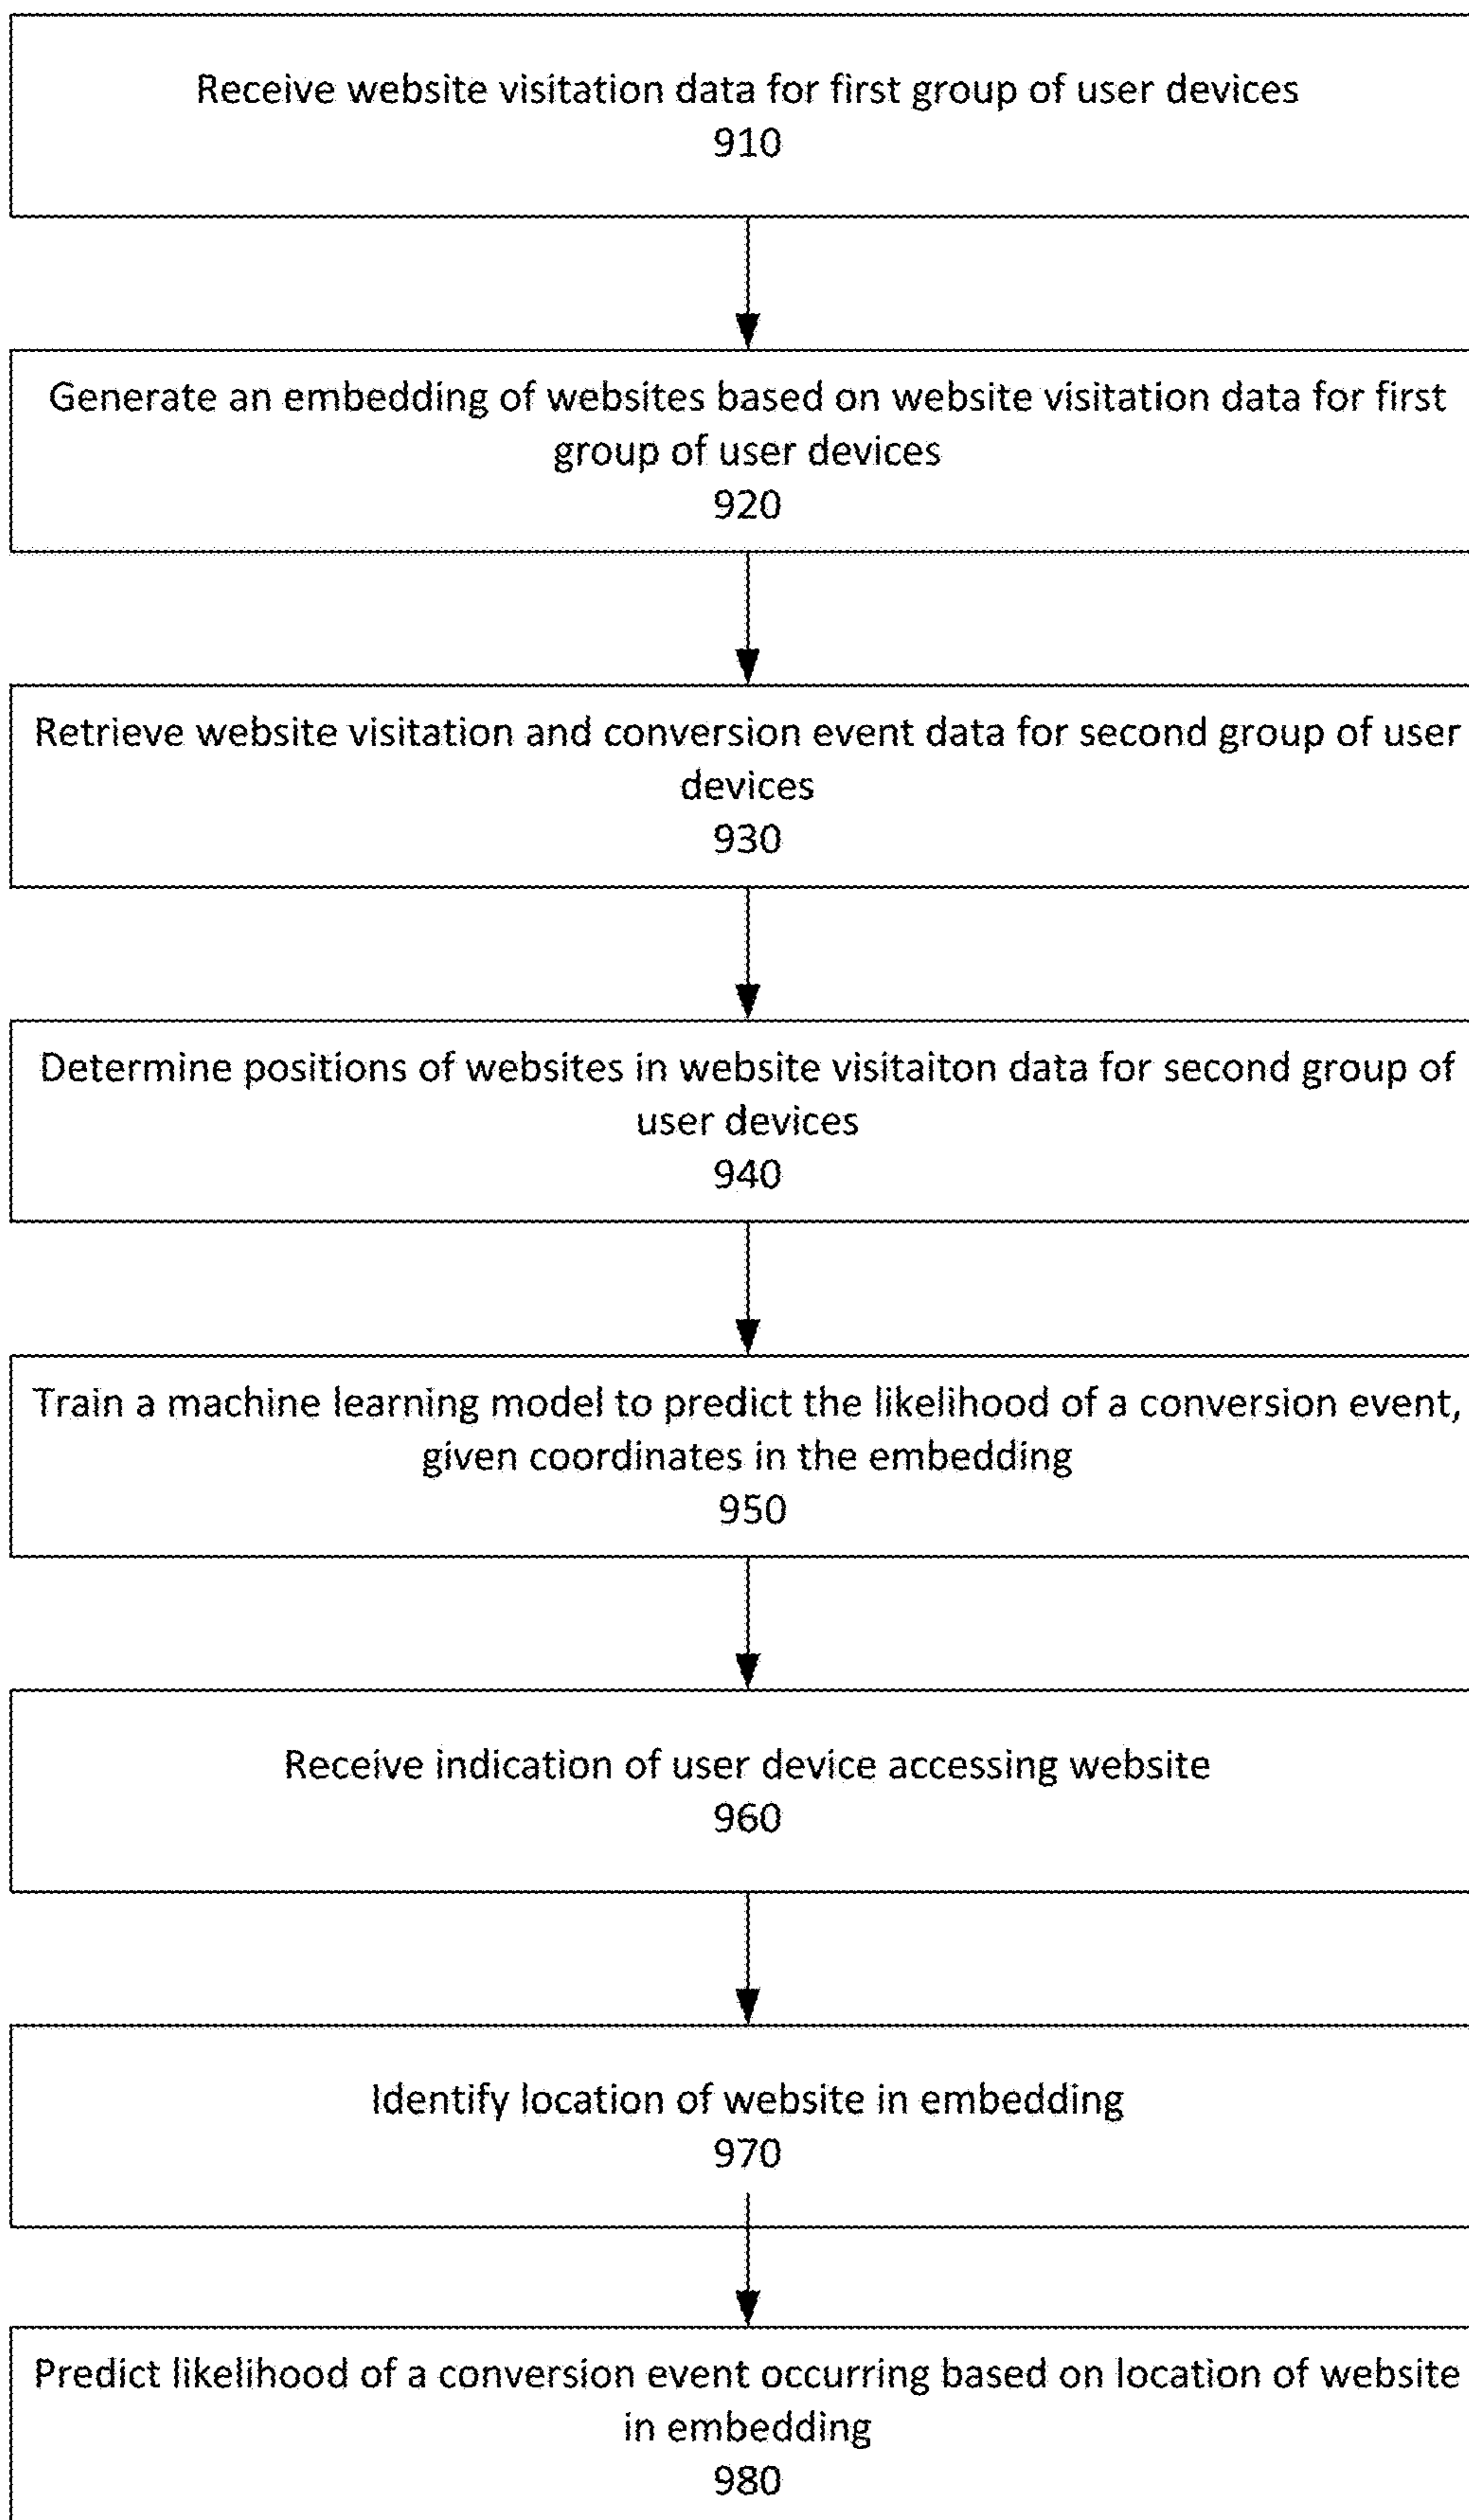 Receive website visitation data for first group of user devices
910
Generate an embedding of websites based on website visitation data for first
group of user devices
920
Retrieve website visitation and conversion event data for second group of user
devices
930
Determine positions of websites in website visitaiton data for second group of
user devices
940
Train a machine learning model to predict the likelihood of a conversion event,
given coordinates in the embedding
950
Receive indication of user device accessing website
960
Identify location of website in embedding
970
Predict likelihood of a conversion event occurring based on location of website
in embedding
980